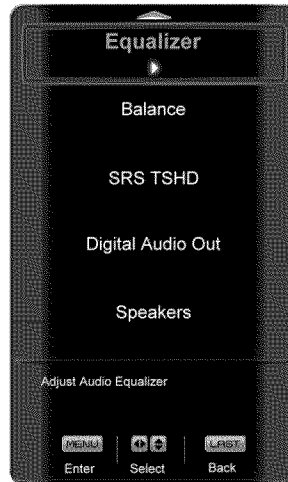 Equalizer
Balance
SRS TSHD
Digital Audio Out
Speakers
Adjust Audio Equalizer
MENU LAST
Enter Select Back